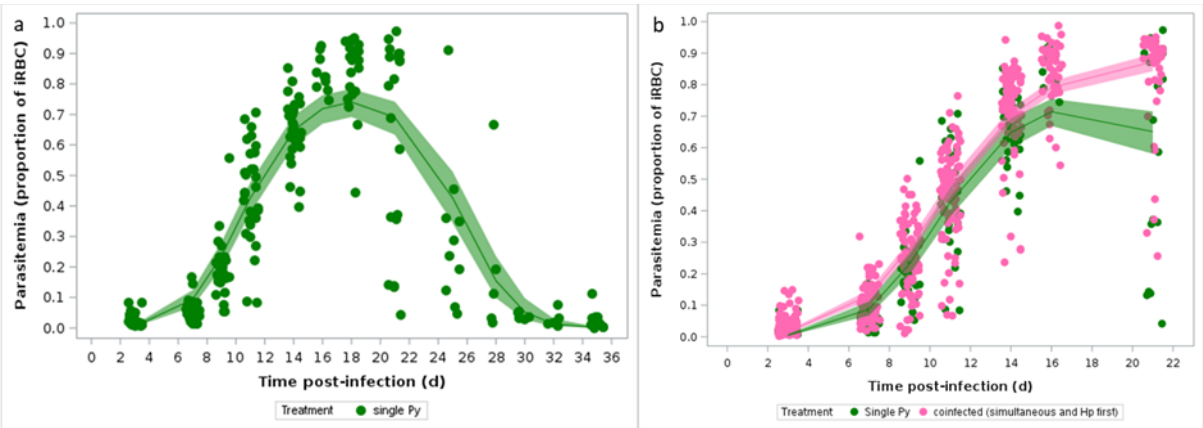 a
Parasitemia (proportion of iRBC)
1.0
0.9
0.8
0.7
0.6
0.5
0.4
0.3
0.2
0.1
0.0
0 2 4 6 8 10 12 14 16 18 20 22 24 26 28 30 32 34 36
Time post-infection (d)
Treatment single Py
b
Parasitemia (proportion of iRBC)
1.0
0.9
0.8
0.7
0.6
0.5
0.4
0.3
0.2
0.1
0.0
0 2 4 6 8 10 12 14 16 18 20 22
Time post-infection (d)
Treatment Single Py coinfected (simultaneous and Hp first)